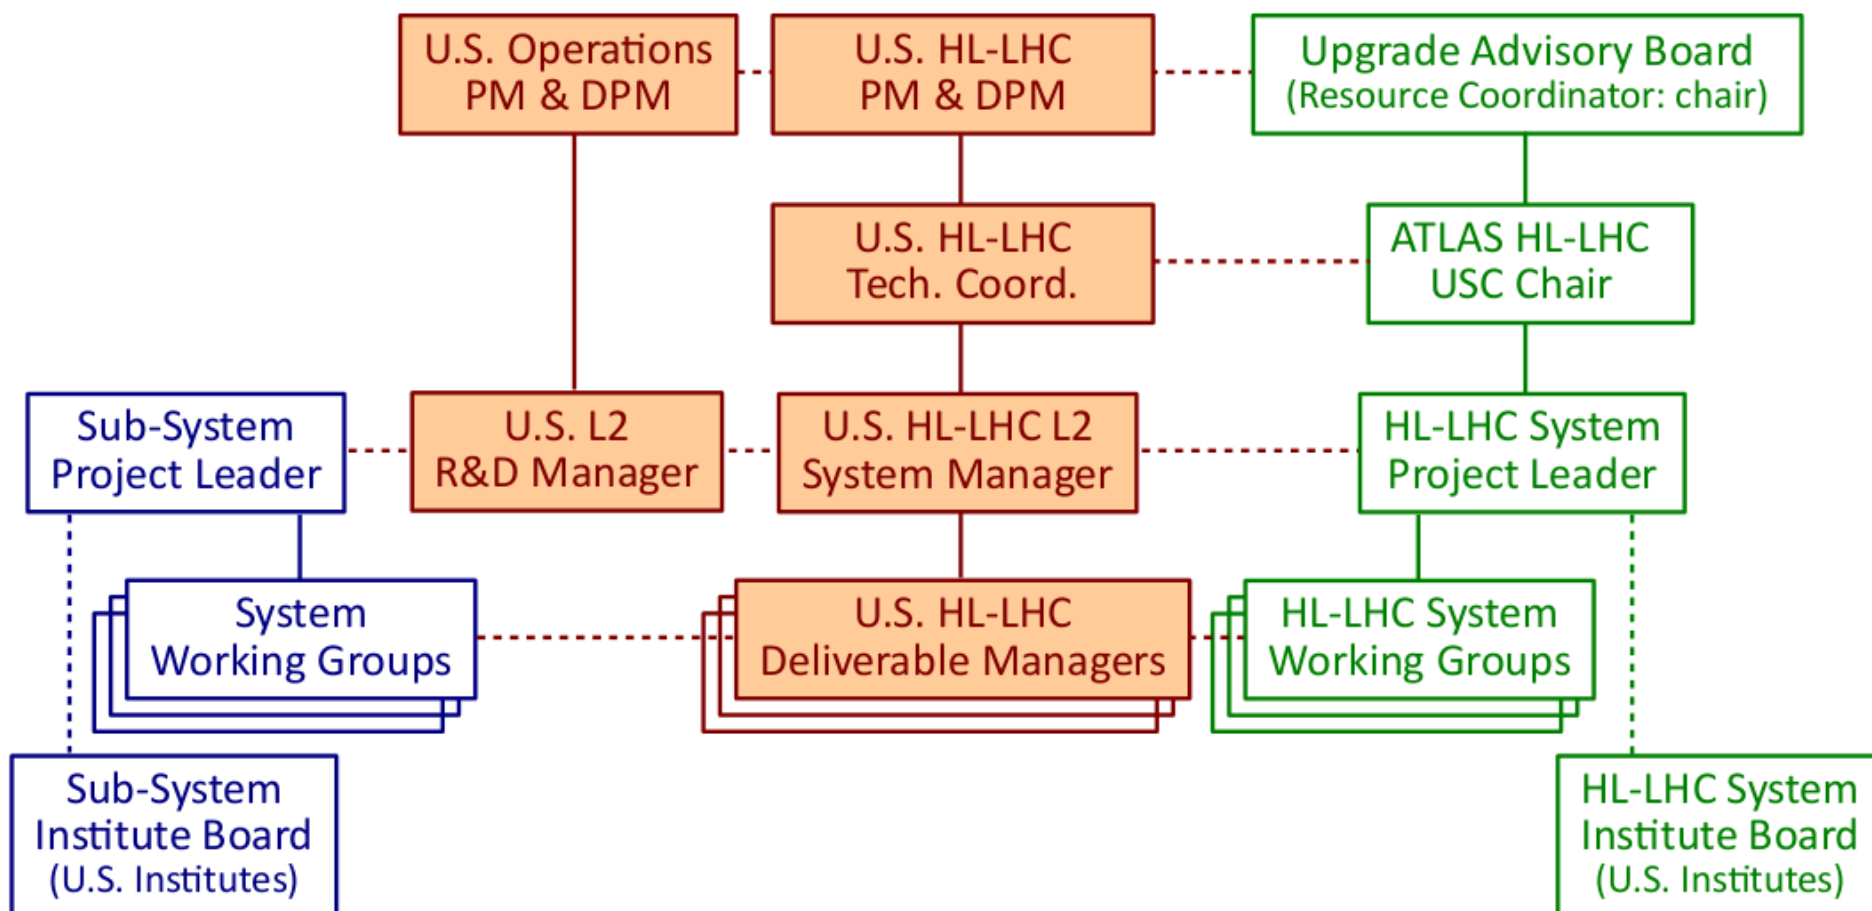 U.S. Operations
PM & DPM
U.S. HL-LHC
PM & DPM
Upgrade Advisory Board
(Resource Coordinator: chair)
U.S. HL-LHC
Tech. Coord.
ATLAS HL-LHC
USC Chair
Sub-System
Project Leader
U.S. L2
R&D Manager
U.S. HL-LHC L2
System Manager
HL-LHC System
Project Leader
System
Working Groups
U.S. HL-LHC
Deliverable Managers
HL-LHC System
Working Groups
Sub-System
Institute Board
(U.S. Institutes)
HL-LHC System
Institute Board
(U.S. Institutes)